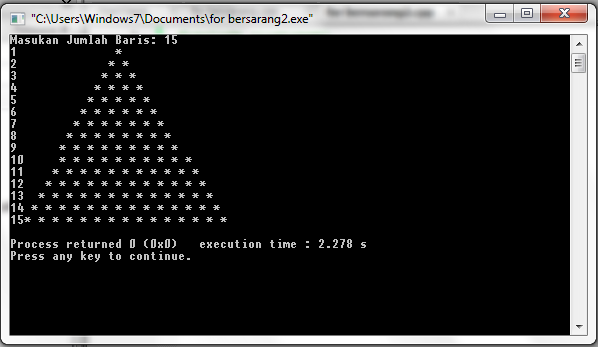 "C:\Users\Windows7\Documents\for bersarang2.exe"
Masukan Jumlah Baris: 15
1              *
2             * *
3            * * *
4           * * * *
5          * * * * *
6         * * * * * *
7        * * * * * * *
8       * * * * * * * *
9      * * * * * * * * *
10     * * * * * * * * * *
11    * * * * * * * * * * *
12   * * * * * * * * * * * *
13  * * * * * * * * * * * * *
14 * * * * * * * * * * * * * *
15* * * * * * * * * * * * * * *
Process returned 0 (0x0)   execution time : 2.278 s
Press any key to continue.